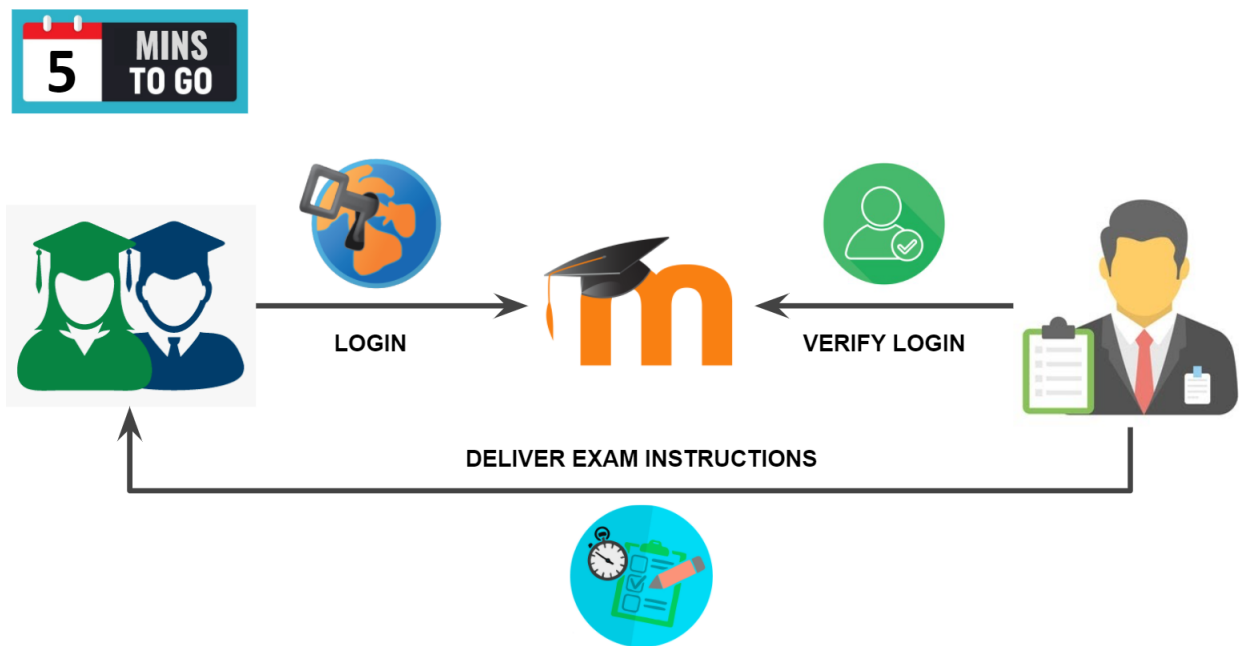 5
MINS
TO GO
LOGIN
m
VERIFY LOGIN
DELIVER EXAM INSTRUCTIONS